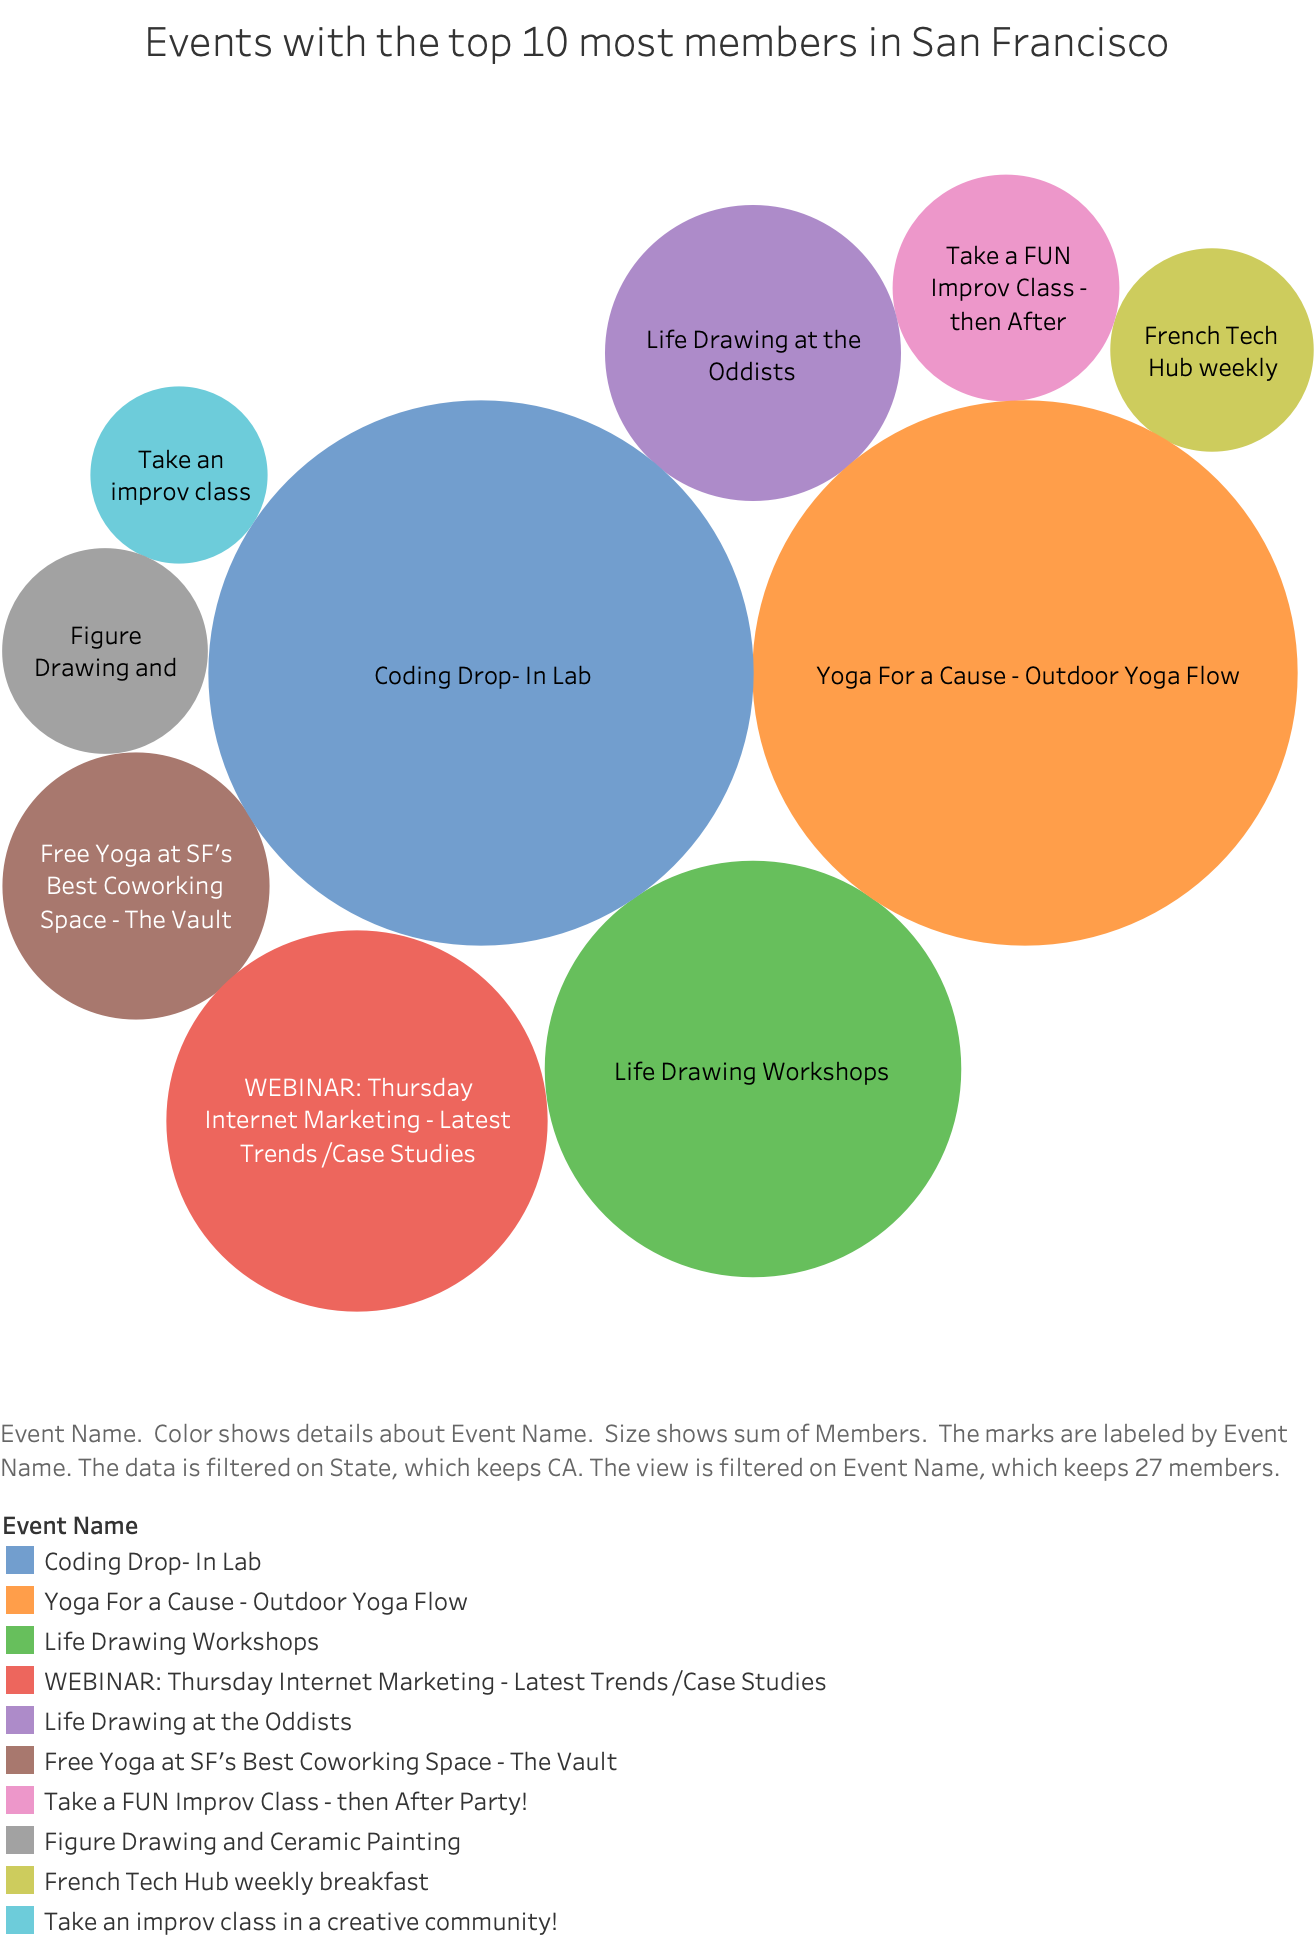 Events with the top 10 most members in San Francisco
Take a FUN
Improv Class -
then After
French Tech
Hub weekly
Life Drawing at the
Oddists
Take an
improv class
Figure
Drawing and
Coding Drop- In Lab
Yoga For a Cause - Outdoor Yoga Flow
Free Yoga at SF's
Best Coworking
Space - The Vault
WEBINAR: Thursday
Internet Marketing - Latest
Trends /Case Studies
Life Drawing Workshops
Event Name.  Color shows details about Event Name.  Size shows sum of Members.  The marks are labeled by Event
Name. The data is filtered on State, which keeps CA. The view is filtered on Event Name, which keeps 27 members.
Event Name
Coding Drop- In Lab
Yoga For a Cause - Outdoor Yoga Flow
Life Drawing Workshops
WEBINAR: Thursday Internet Marketing - Latest Trends /Case Studies
Life Drawing at the Oddists
Free Yoga at SF's Best Coworking Space - The Vault
Take a FUN Improv Class - then After Party!
Figure Drawing and Ceramic Painting
French Tech Hub weekly breakfast
Take an improv class in a creative community!